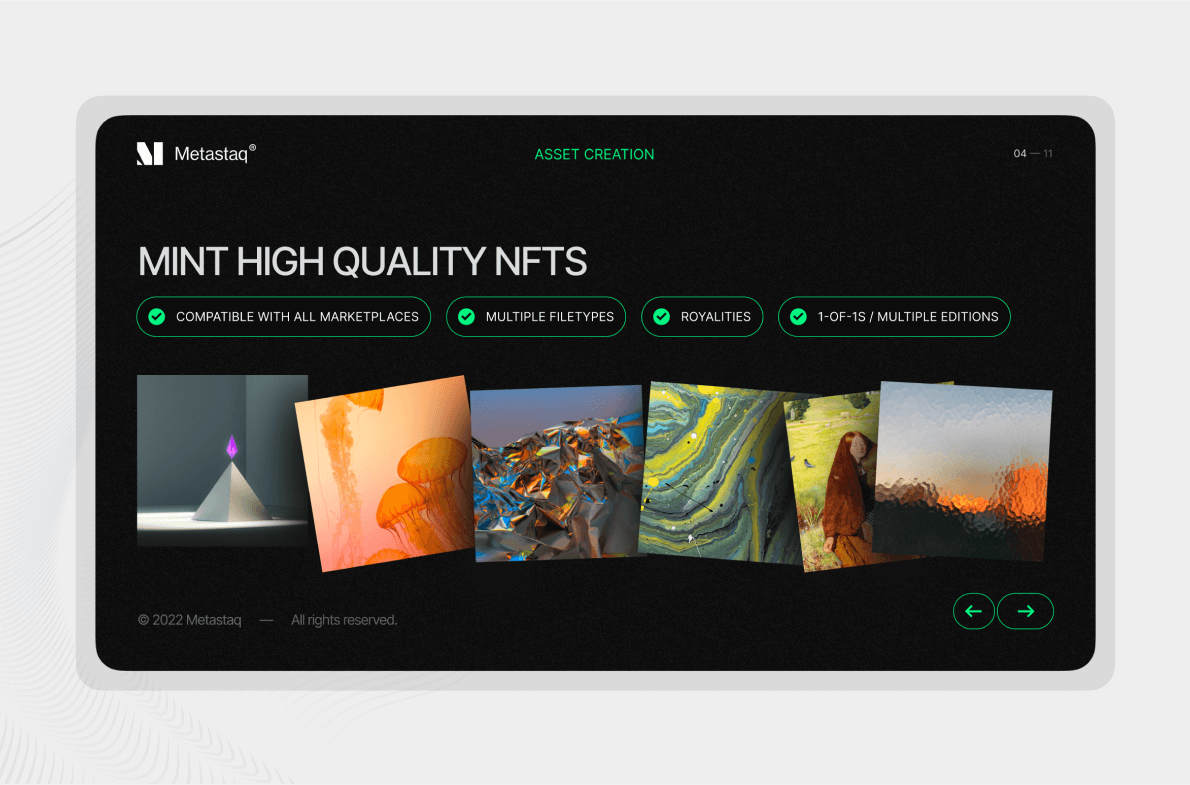 Metastaq®
ASSET CREATION
04 — 11
MINT HIGH QUALITY NFTS
COMPATIBLE WITH ALL MARKETPLACES
MULTIPLE FILETYPES
ROYALITIES
1-OF-1S / MULTIPLE EDITIONS
© 2022 Metastaq — All rights reserved.